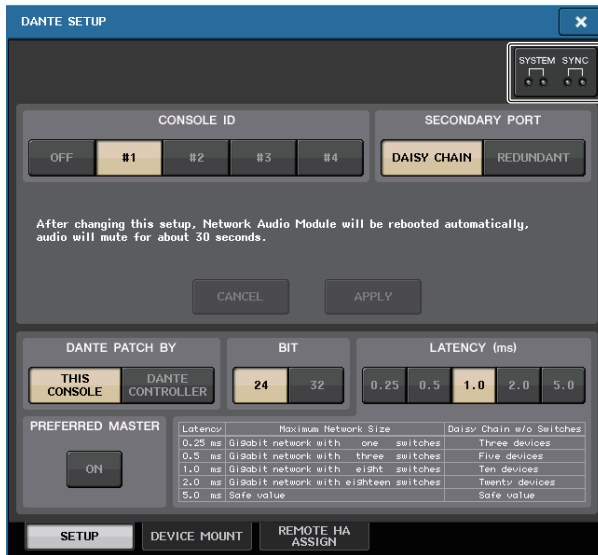 DANTE SETUP
SYSTEM SYNC
CONSOLE ID
OFF #1 #2 #3 #4
SECONDARY PORT
DAISY CHAIN REDUNDANT
After changing this setup, Network Audio Module will be rebooted automatically,
audio will mute for about 30 seconds.
CANCEL APPLY
DANTE PATCH BY
THIS CONSOLE DANTE CONTROLLER
BIT
24 32
LATENCY (ms)
0.25 0.5 1.0 2.0 5.0
PREFERRED MASTER
ON
Latency Maximum Network Size Daisy Chain w/o Switches
0.25 ms Gigabit network with one switches Three devices
0.5 ms Gigabit network with three switches Five devices
1.0 ms Gigabit network with eight switches Ten devices
2.0 ms Gigabit network with eighteen switches Twenty devices
5.0 ms Safe value Safe value
SETUP DEVICE MOUNT REMOTE HA ASSIGN